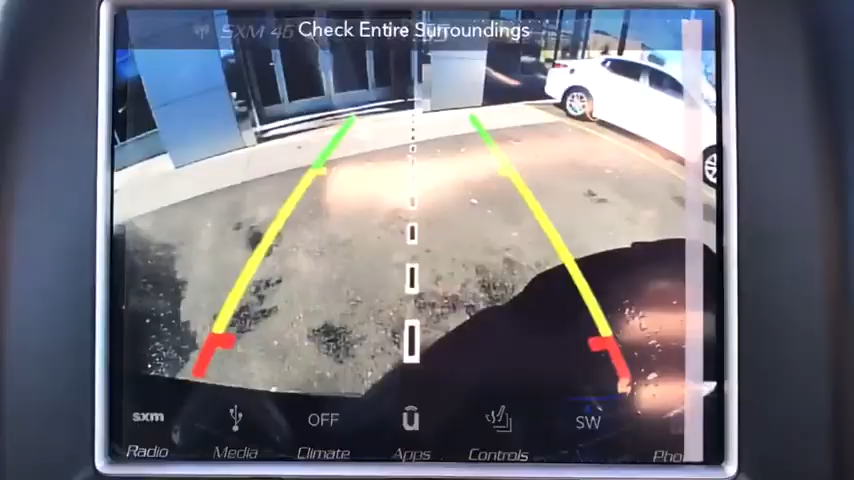 SXM 46
Check Entire Surroundings
sxm
OFF
SW
Radio
Media
Climate
Apps
Controls
Pho